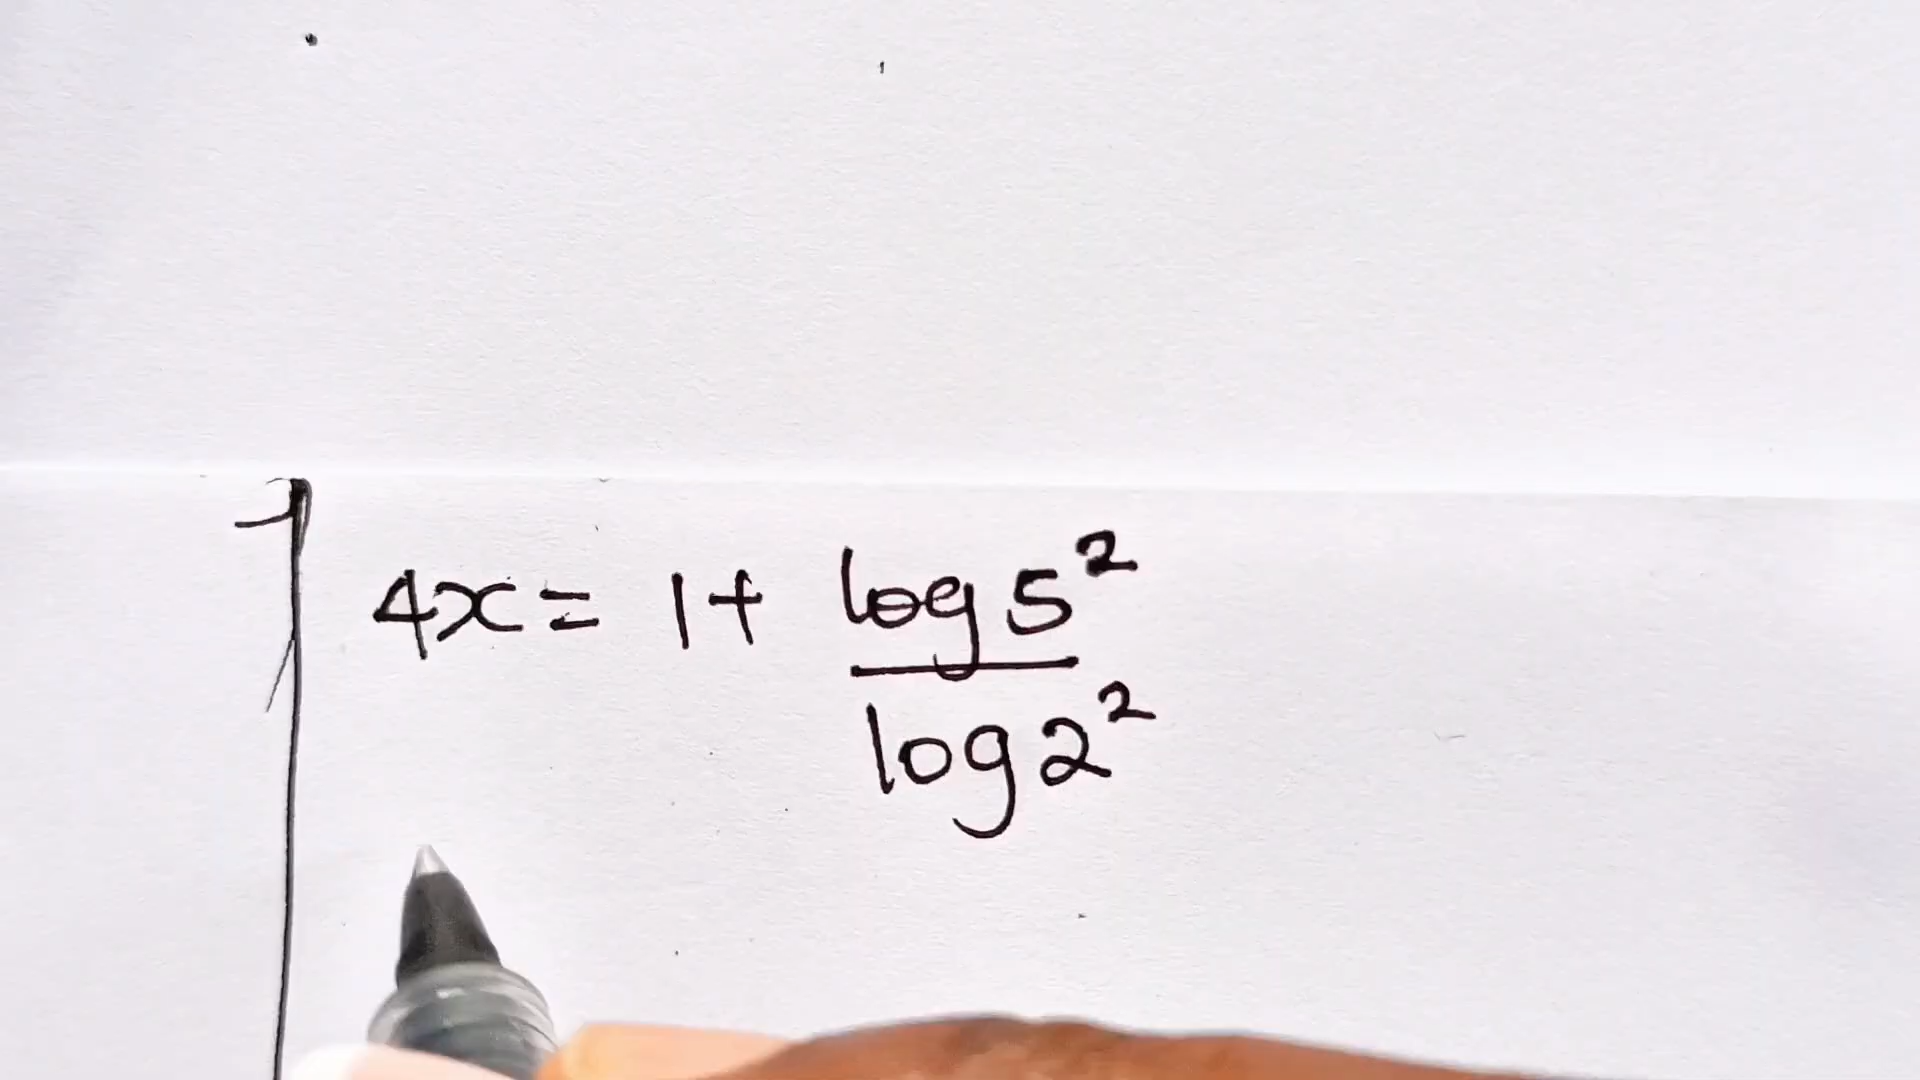 4x = 1 + log 5²
log 2²